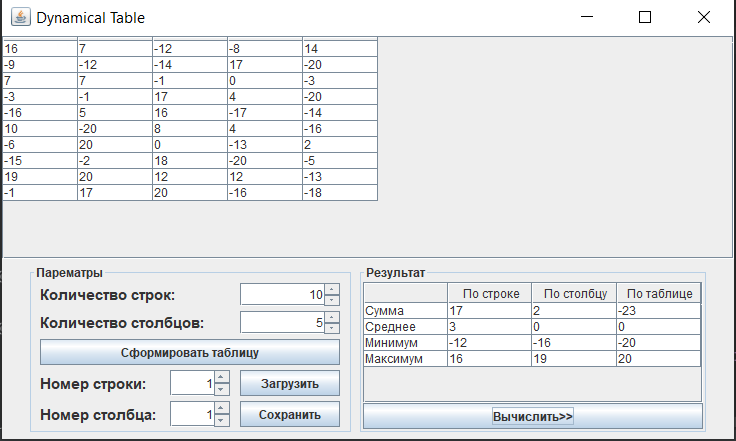 Dynamical Table
16 7 -12 -8 14
-9 -12 -14 17 -20
7 7 -1 0 -3
-3 -1 17 4 -20
-16 5 16 -17 -14
10 -20 8 4 -16
-6 20 0 -13 2
-15 -2 18 -20 -5
19 20 12 12 -13
-1 17 20 -16 -18
Параматры
Количество строк: 10
Количество столбцов: 5
Сформировать таблицу
Номер строки: 1 Загрузить
Номер столбца: 1 Сохранить
Результат
По строке По столбцу По таблице
Сумма 17 2 -23
Среднее 3 0 0
Минимум -12 -16 -20
Максимум 16 19 20
Вычислить>>